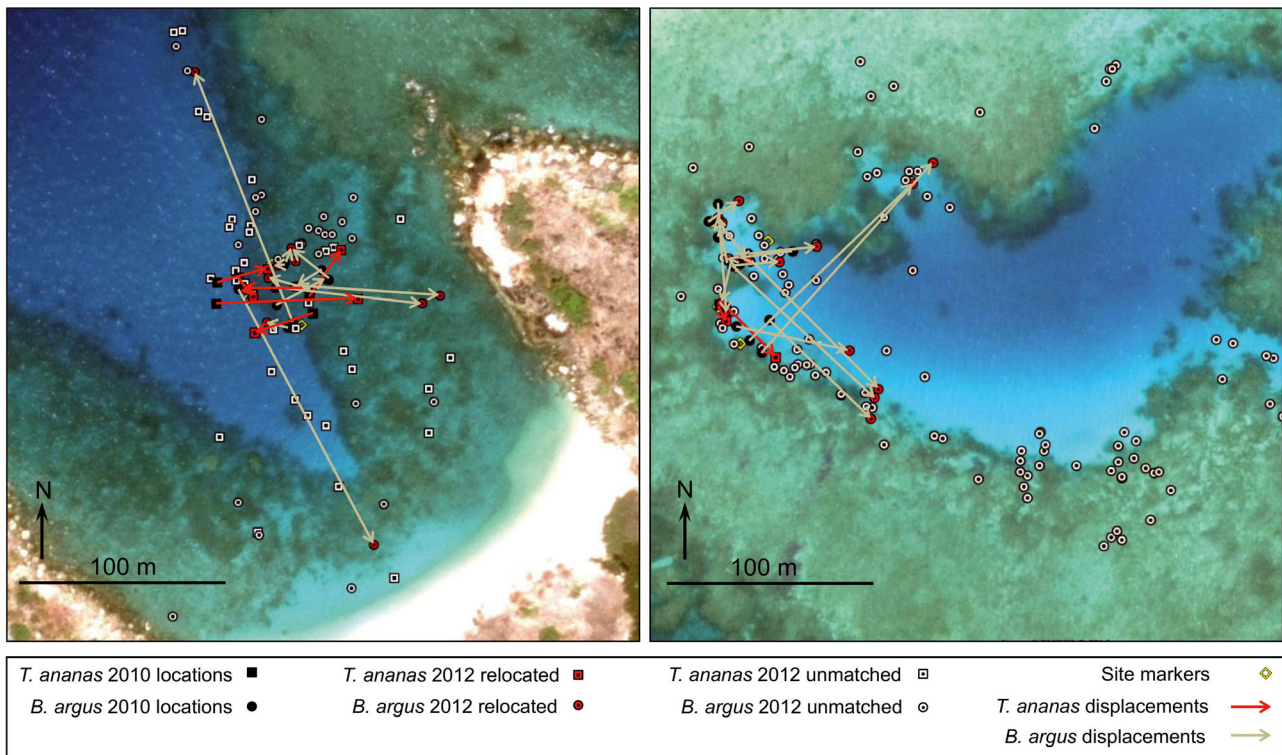 N
100 m
N
100 m
T. ananas 2010 locations
B. argus 2010 locations
T. ananas 2012 relocated
B. argus 2012 relocated
T. ananas 2012 unmatched
B. argus 2012 unmatched
Site markers
T. ananas displacements
B. argus displacements